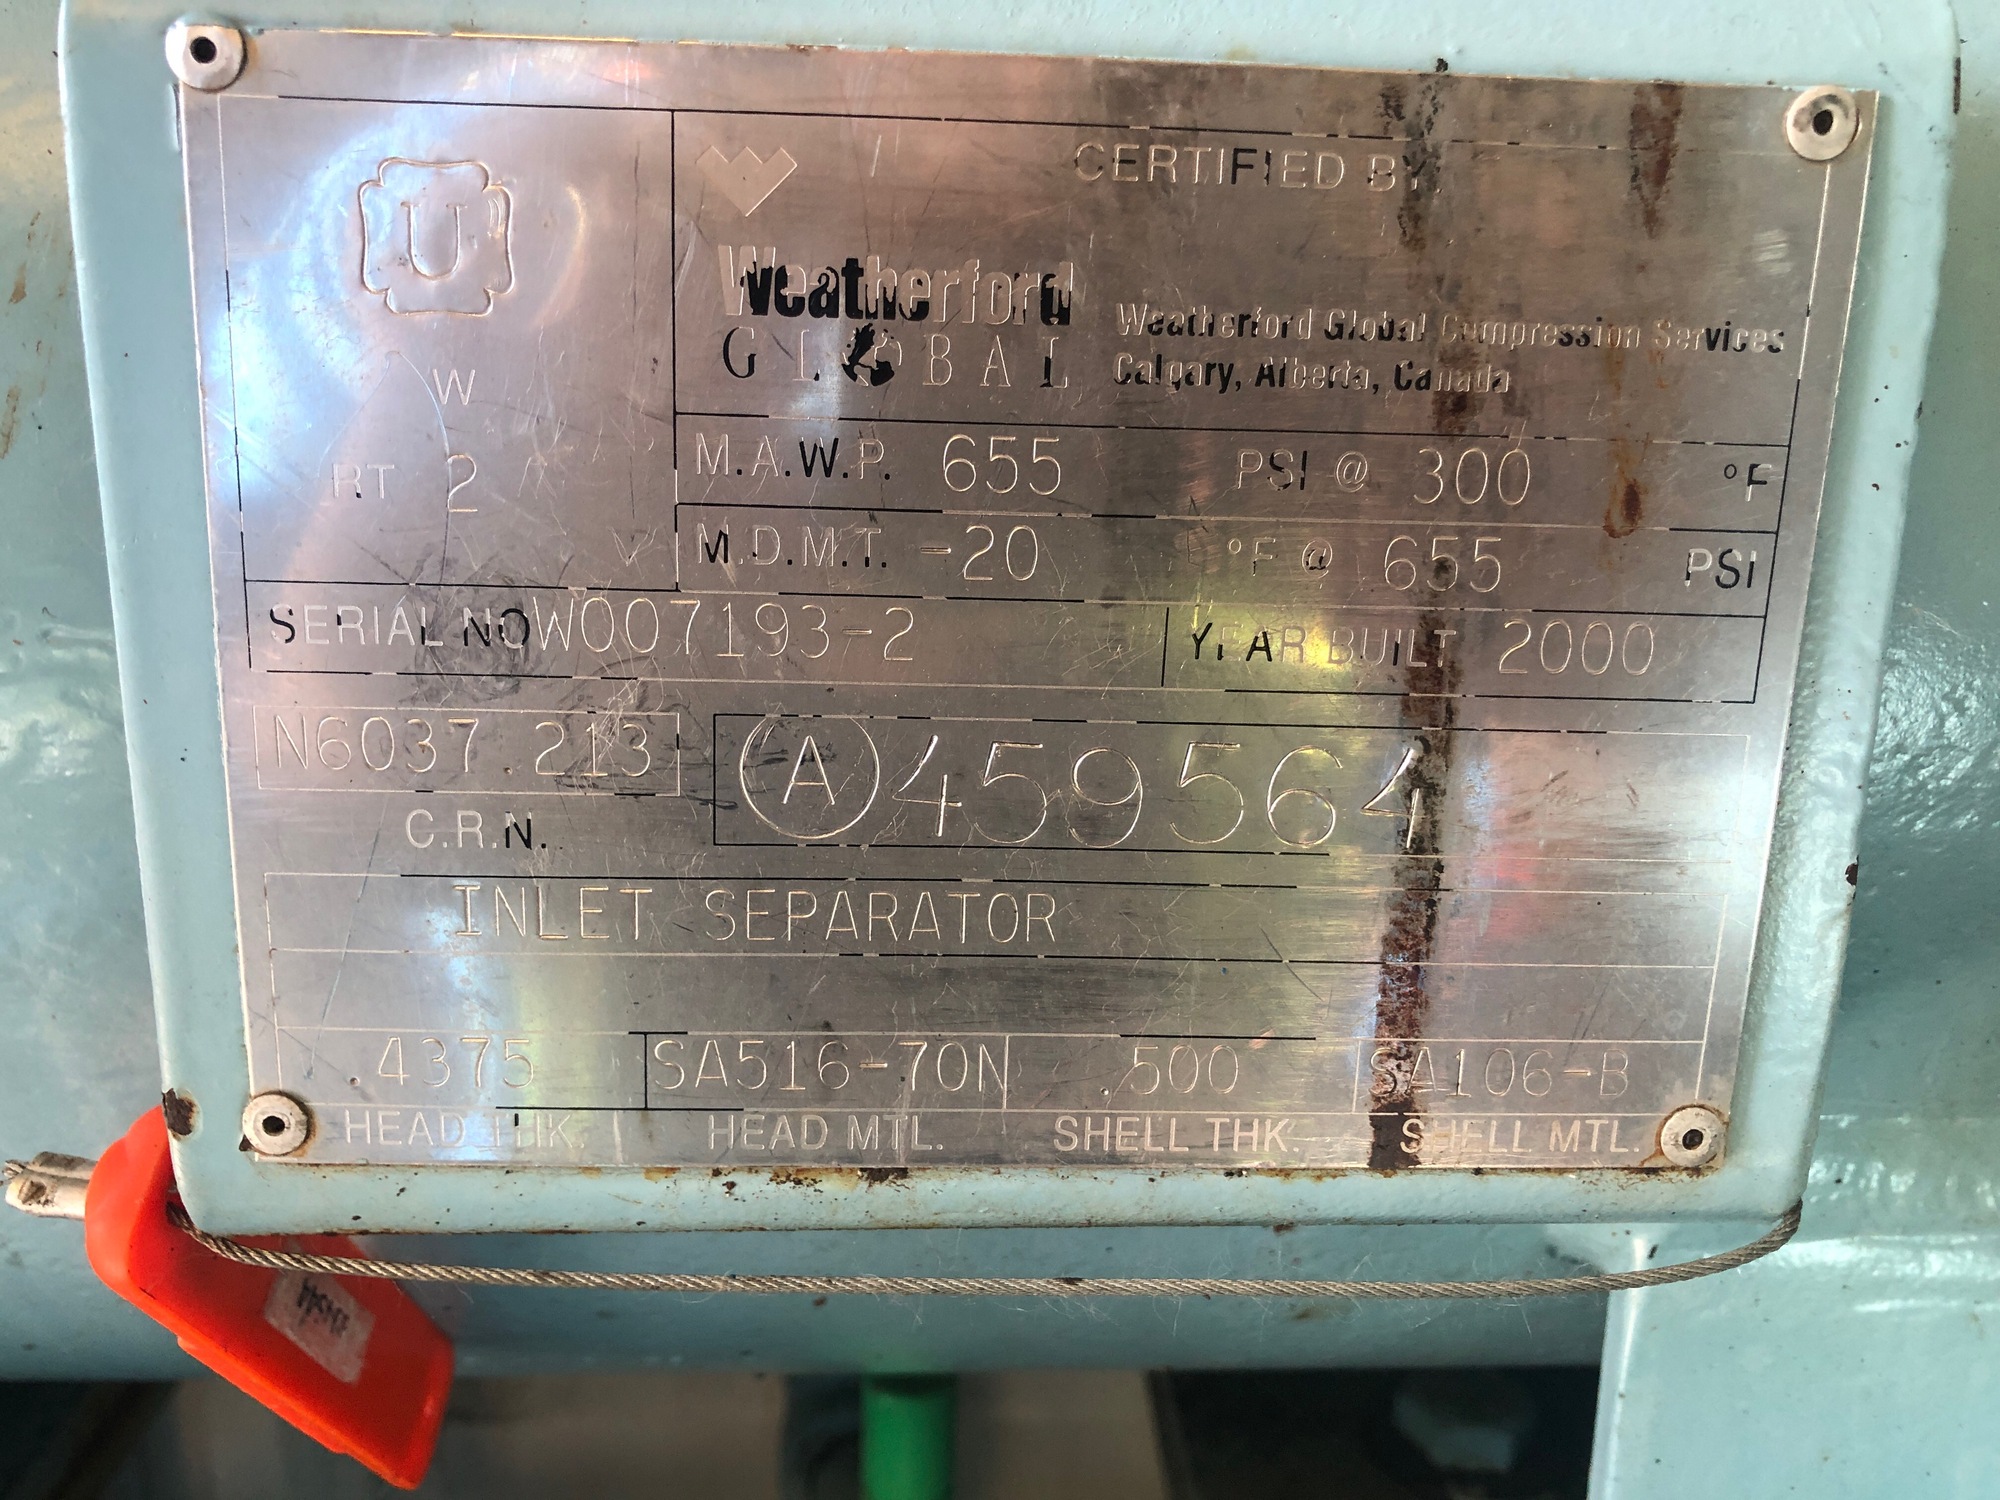 U
W
RT 2
CERTIFIED BY:
Weatherford
GLOBAL
Weatherford Global Compression Services
Calgary, Alberta, Canada
M.A.W.P. 655 PSI @ 300 °F
M.D.M.T. -20 °F @ 655 PSI
SERIAL NO W007193-2 YEAR BUILT 2000
N6037.213
C.R.N.
A 459564
INLET SEPARATOR
.4375 SA516-70N .500 SA106-B
HEAD THK. HEAD MTL. SHELL THK. SHELL MTL.